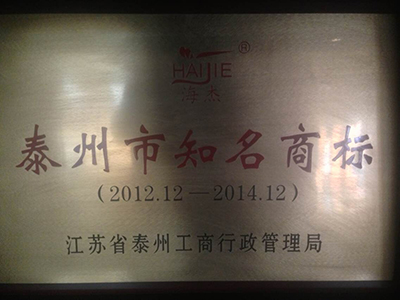 HAIJIE®
海杰
泰州市知名商标
(2012.12—2014.12)
江苏省泰州工商行政管理局